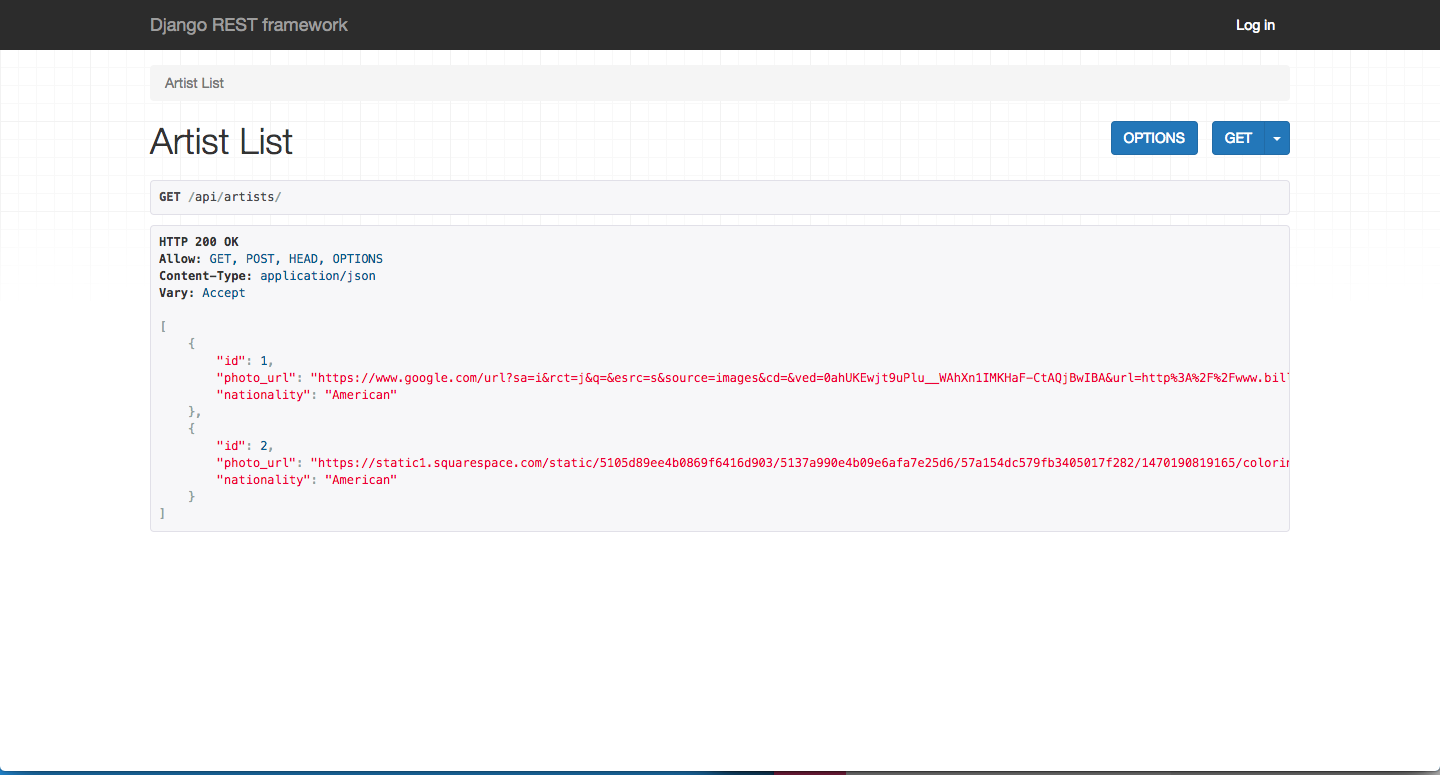 Django REST framework
Log in
Artist List
Artist List
OPTIONS
GET
GET /api/artists/
HTTP 200 OK
Allow: GET, POST, HEAD, OPTIONS
Content-Type: application/json
Vary: Accept
[
    {
        "id": 1,
        "photo_url": "https://www.google.com/url?sa=i&rct=j&q=&esrc=s&source=images&cd=&ved=0ahUKEwjt9uPlu__WAhXn1IMKHaF-CtAQjBwIBA&url=http%3A%2F%2Fwww.bil
        "nationality": "American"
    },
    {
        "id": 2,
        "photo_url": "https://static1.squarespace.com/static/5105d89ee4b0869f6416d903/5137a990e4b09e6afa7e25d6/57a154dc579fb3405017f282/1470190819165/colorin
        "nationality": "American"
    }
]